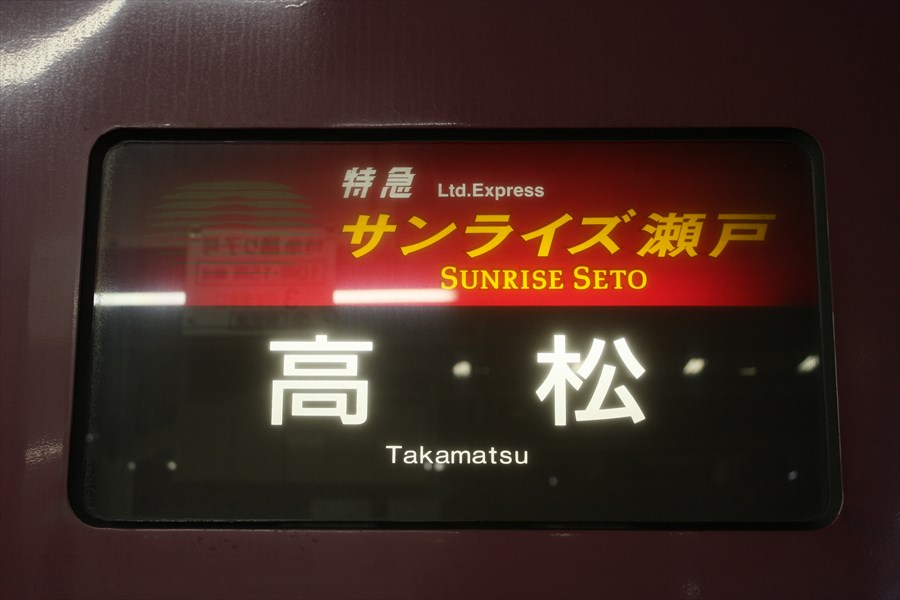 特急 Ltd.Express
サンライズ瀬戸
SUNRISE SETO
高松
Takamatsu